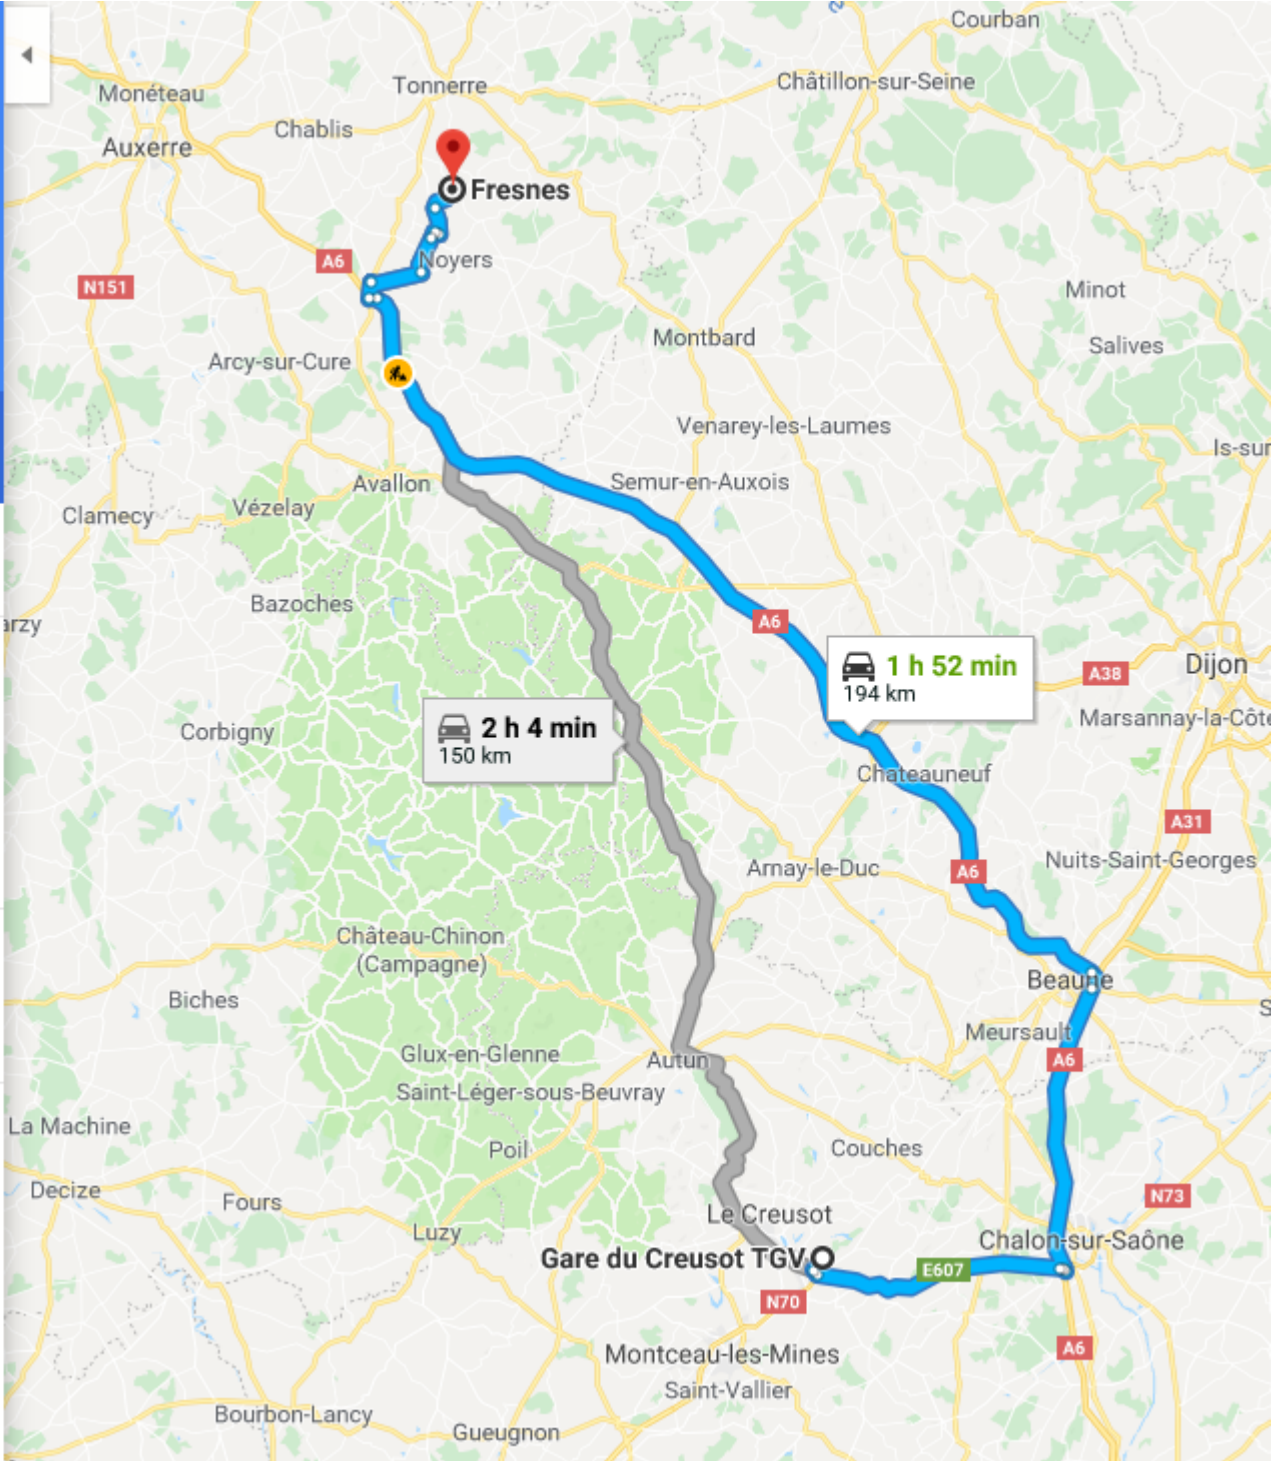 Courban
Tonnerre
Châtillon-sur-Seine
Monéteau
Chablis
Auxerre
Fresnes
A6
Noyers
N151
Minot
Montbard
Salives
Arcy-sur-Cure
Venarey-les-Laumes
Is-sur
Avallon
Semur-en-Auxois
Vézelay
Clamecy
Bazoches
arzy
A6
1 h 52 min
194 km
A38
Dijon
Marsannay-la-Côte
2 h 4 min
150 km
Corbigny
Chateauneuf
A31
Arnay-le-Duc
A6
Nuits-Saint-Georges
Château-Chinon
(Campagne)
Beaune
Biches
S
Meursault
Glux-en-Glenne
Autun
A6
Saint-Léger-sous-Beuvray
La Machine
Poil
Couches
Decize
Fours
N73
Luzy
Le Creusot
Chalon-sur-Saône
Gare du Creusot TGV
E607
N70
A6
Montceau-les-Mines
Saint-Vallier
Bourbon-Lancy
Gueugnon